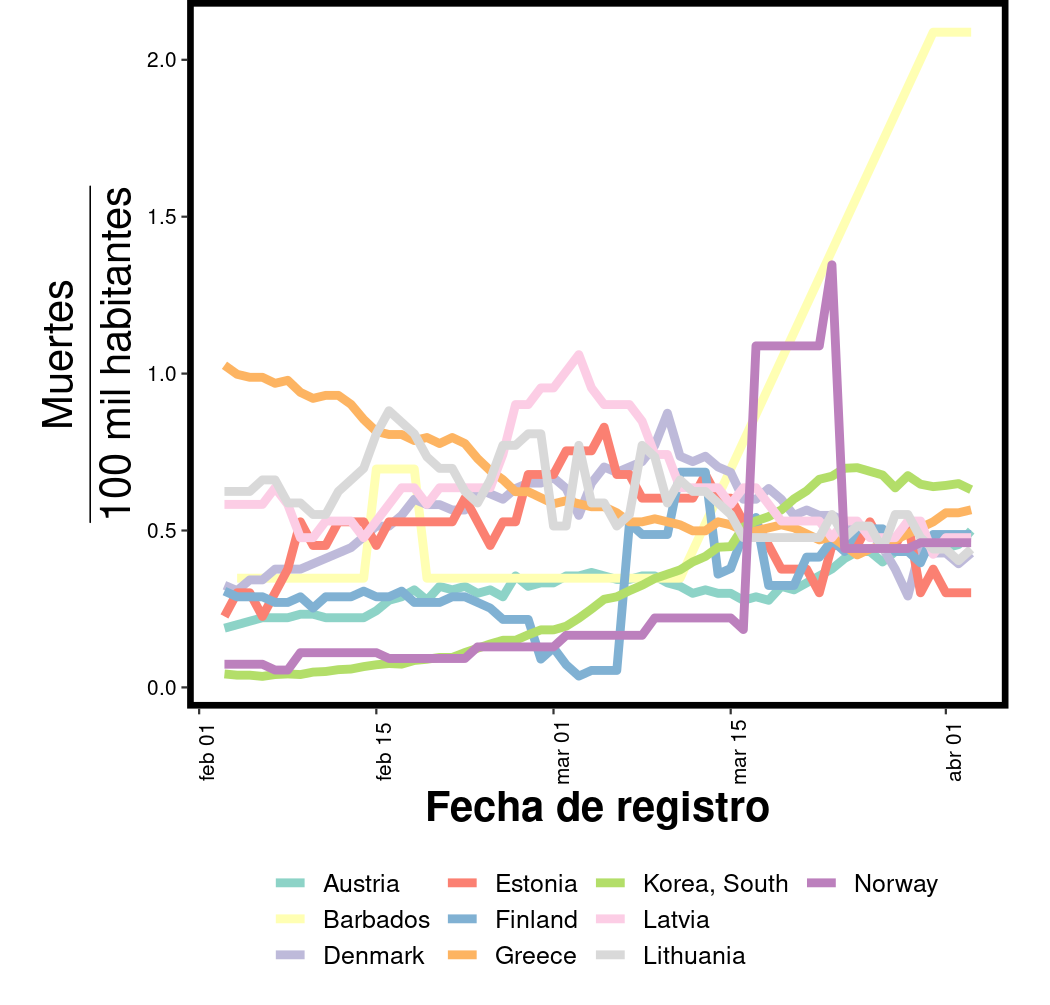 Muertes
100 mil habitantes
2.0
1.5
1.0
0.5
0.0
feb 01
feb 15
mar 01
mar 15
abr 01
Fecha de registro
Austria
Estonia
Korea, South
Norway
Barbados
Finland
Latvia
Denmark
Greece
Lithuania